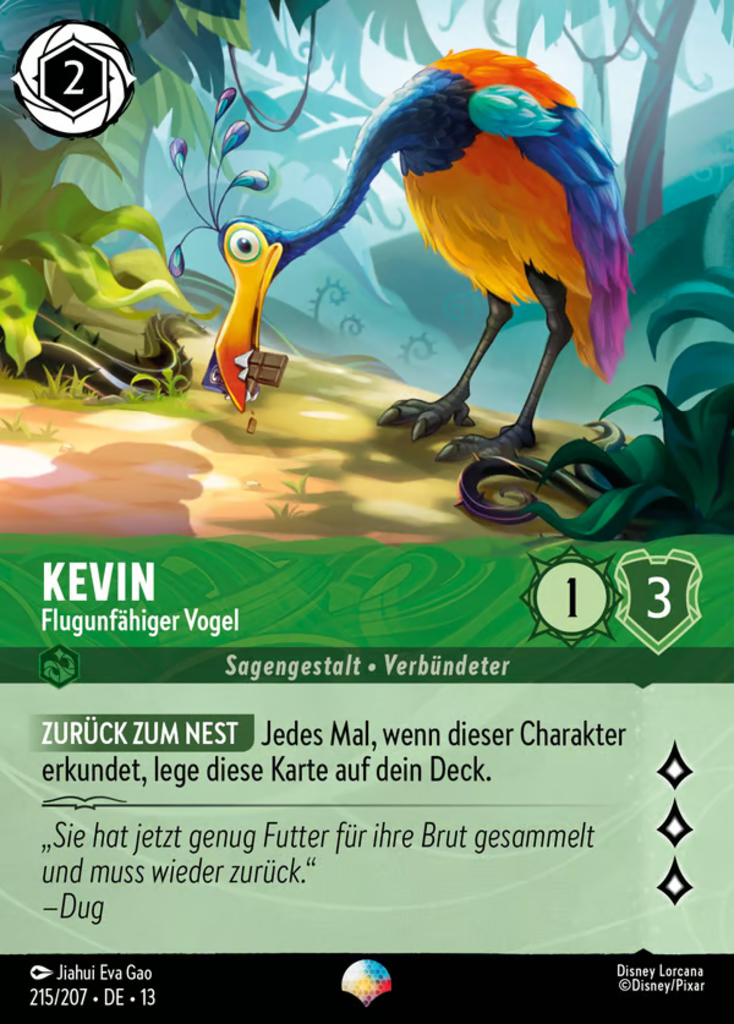 2
KEVIN
Flugunfähiger Vogel
1
3
Sagengestalt • Verbündeter
ZURÜCK ZUM NEST Jedes Mal, wenn dieser Charakter
erkundet, lege diese Karte auf dein Deck.
„Sie hat jetzt genug Futter für ihre Brut gesammelt
und muss wieder zurück.“
–Dug
Jiahui Eva Gao
215/207 • DE • 13
Disney Lorcana
©Disney/Pixar